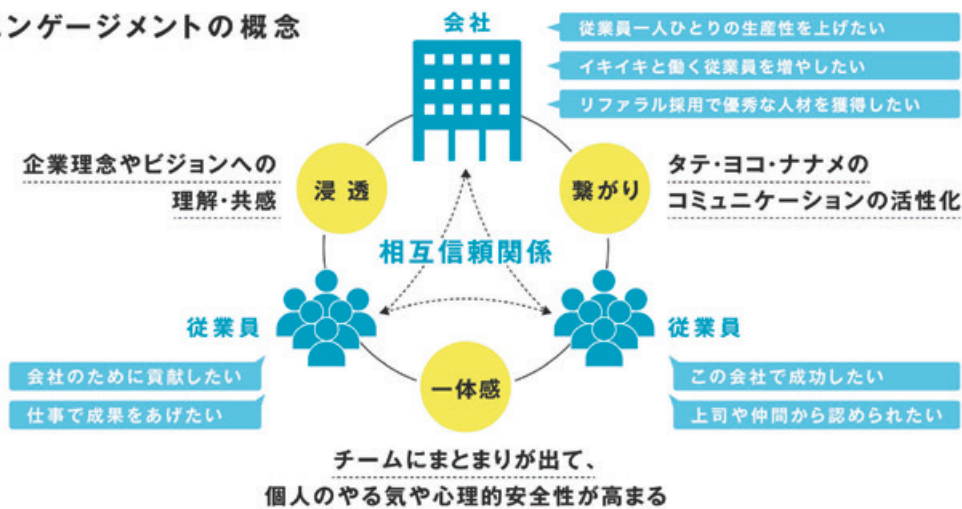 ンゲージメントの概念
会社
従業員一人ひとりの生産性を上げたい
イキイキと働く従業員を増やしたい
リファラル採用で優秀な人材を獲得したい
企業理念やビジョンへの
理解・共感
浸透
繋がり
タテ・ヨコ・ナナメの
コミュニケーションの活性化
相互信頼関係
従業員
従業員
会社のために貢献したい
仕事で成果をあげたい
一体感
この会社で成功したい
上司や仲間から認められたい
チームにまとまりが出て、
個人のやる気や心理的安全性が高まる